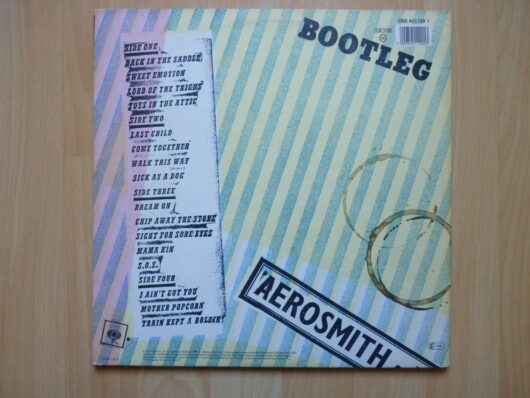 BOOTLEG
SIDE ONE
BACK IN THE SADDLE
SWEET EMOTION
LORD OF THE THIGHS
TOYS IN THE ATTIC
SIDE TWO
LAST CHILD
COME TOGETHER
WALK THIS WAY
SICK AS A DOG
SIDE THREE
DREAM ON
CHIP AWAY THE STONE
SIGHT FOR SORE EYES
MAMA KIN
S.O.S.
SIDE FOUR
I AIN'T GOT YOU
MOTHER POPCORN
TRAIN KEPT A ROLLIN'
AEROSMITH